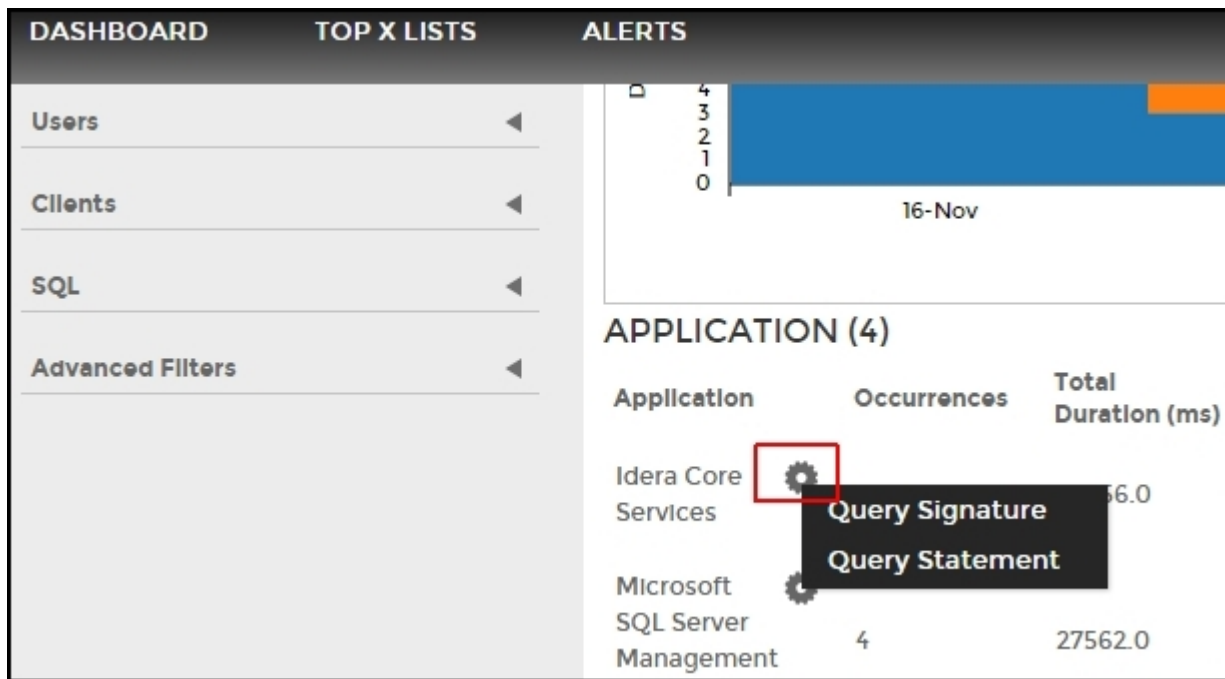 DASHBOARD TOP X LISTS ALERTS
Users
Clients
SQL
Advanced Filters
4
3
2
1
0
16-Nov
APPLICATION (4)
Application Occurrences Total Duration (ms)
Idera Core Services
Query Signature
Query Statement
Microsoft SQL Server Management 4 27562.0